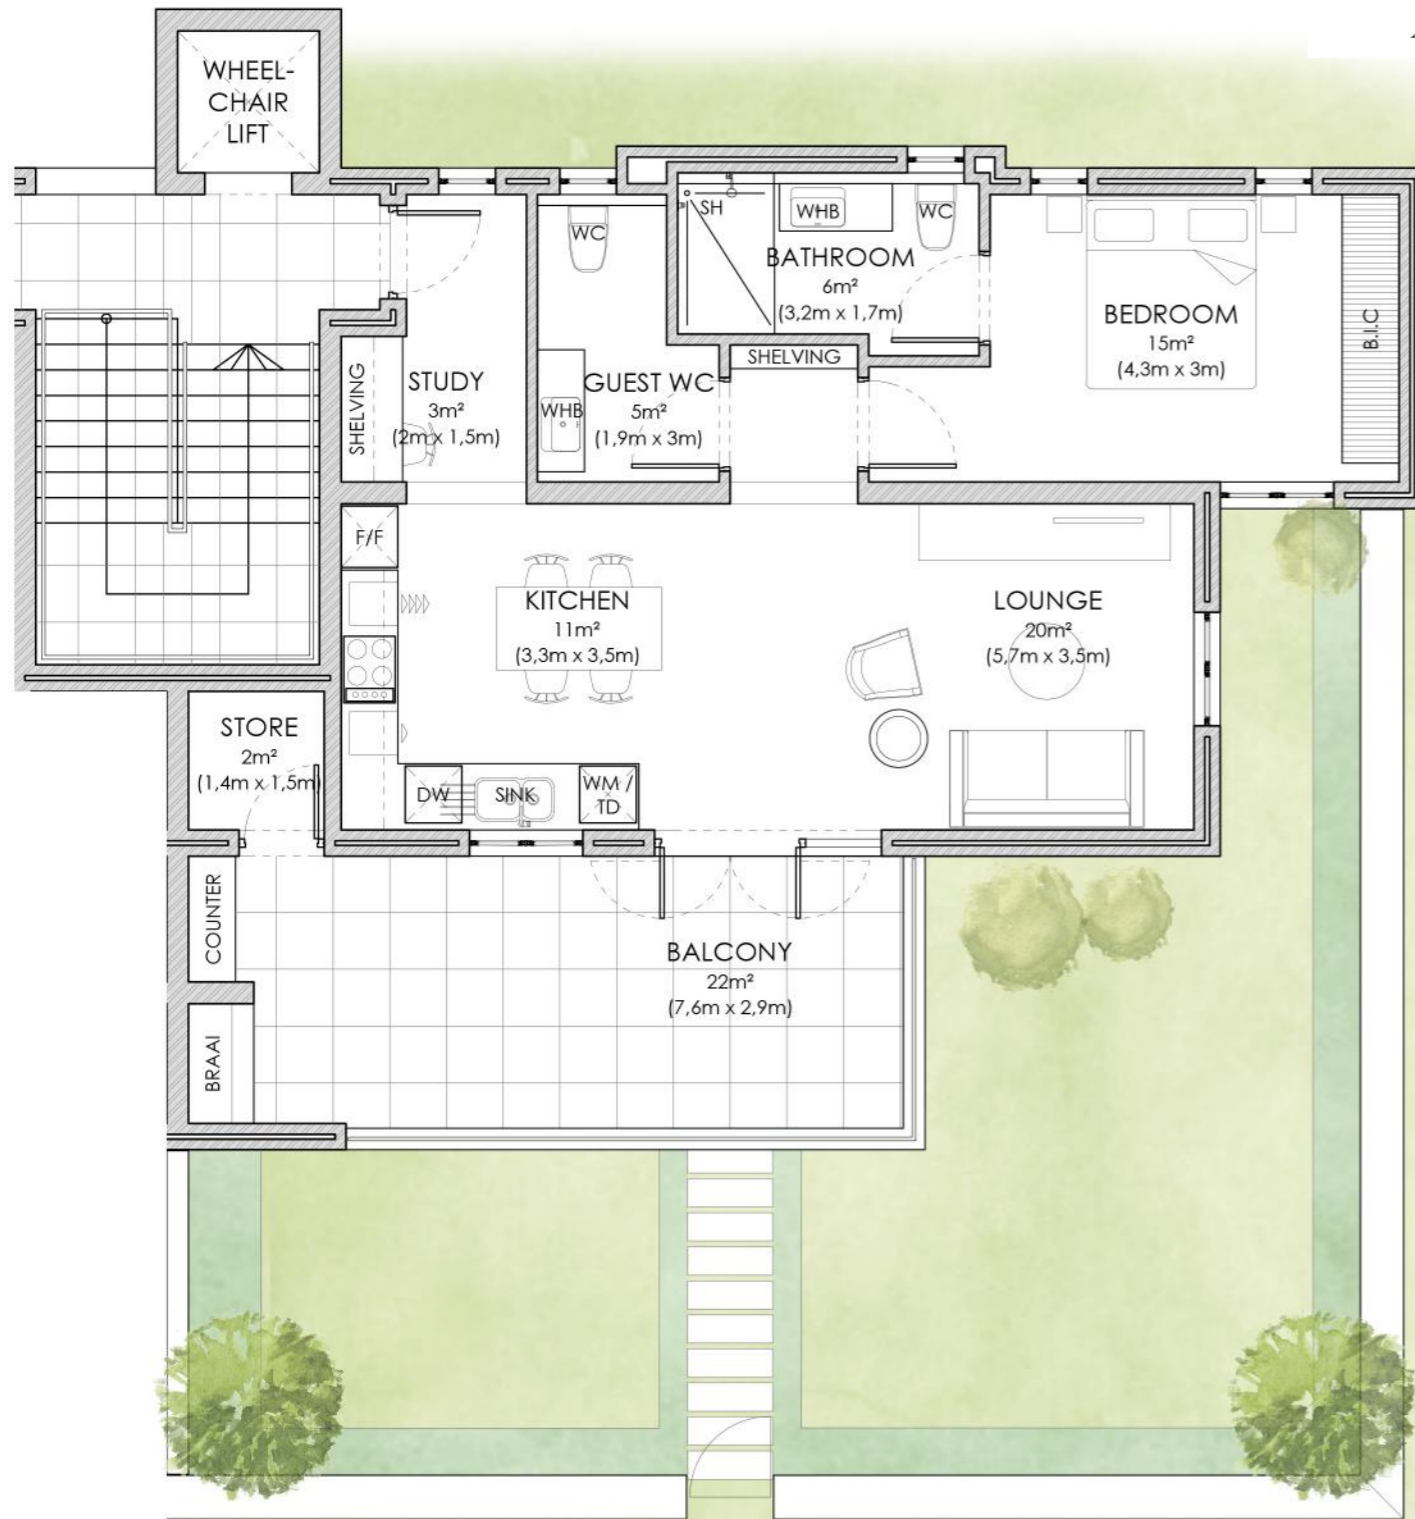 WHEEL-
CHAIR
LIFT
SH
WHB
WC
BATHROOM
6m²
(3,2m x 1,7m)
WC
BEDROOM
15m²
(4,3m x 3m)
B.I.C
SHELVING
STUDY
3m²
(2m x 1,5m)
GUEST WC
5m²
(1,9m x 3m)
WHB
SHELVING
F/F
KITCHEN
11m²
(3,3m x 3,5m)
LOUNGE
20m²
(5,7m x 3,5m)
STORE
2m²
(1,4m x 1,5m)
DW
SINK
WM /
TD
COUNTER
BALCONY
22m²
(7,6m x 2,9m)
BRAAI